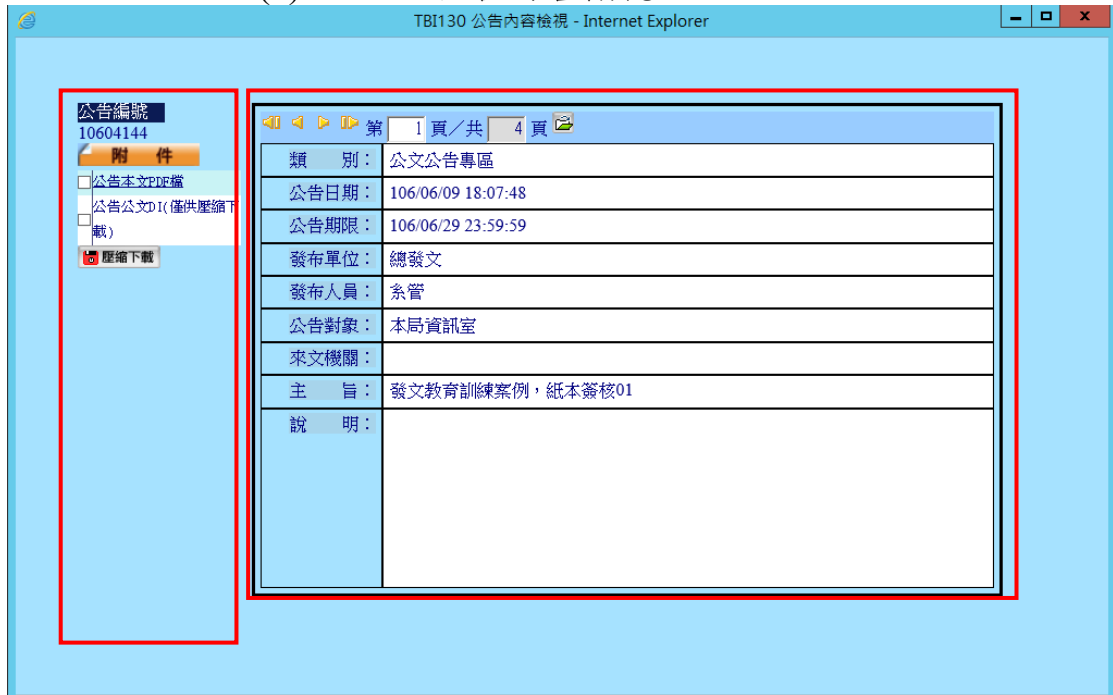 TBI130 公告內容檢視 - Internet Explorer
公告編號
10604144
附 件
公告本文PDF檔
公告公文DI(僅供壓縮下
載)
壓縮下載
第 1 頁／共 4 頁
類 別： 公文公告專區
公告日期： 106/06/09 18:07:48
公告期限： 106/06/29 23:59:59
發布單位： 總發文
發布人員： 系管
公告對象： 本局資訊室
來文機關：
主 旨： 發文教育訓練案例，紙本簽核01
說 明：